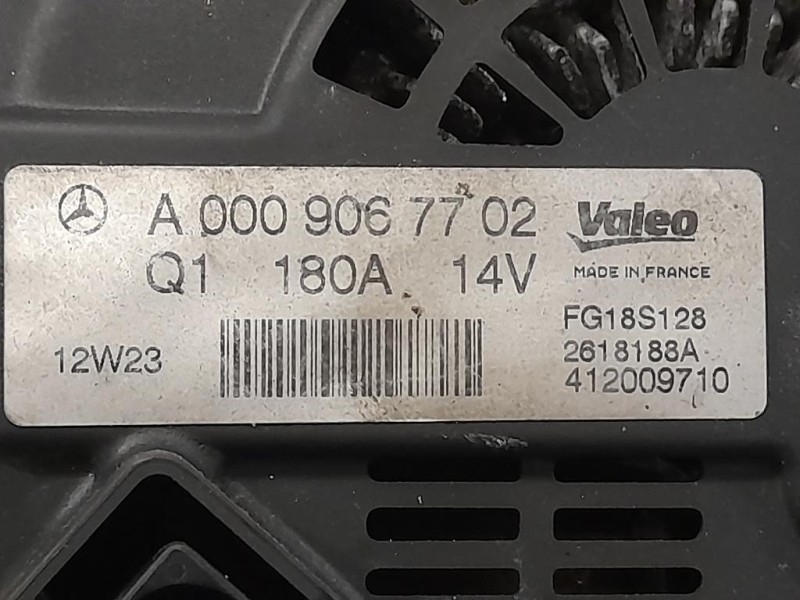 A 000 906 77 02
Q1 180A 14V
12W23
Valeo
MADE IN FRANCE
FG18S128
2618188A
412009710